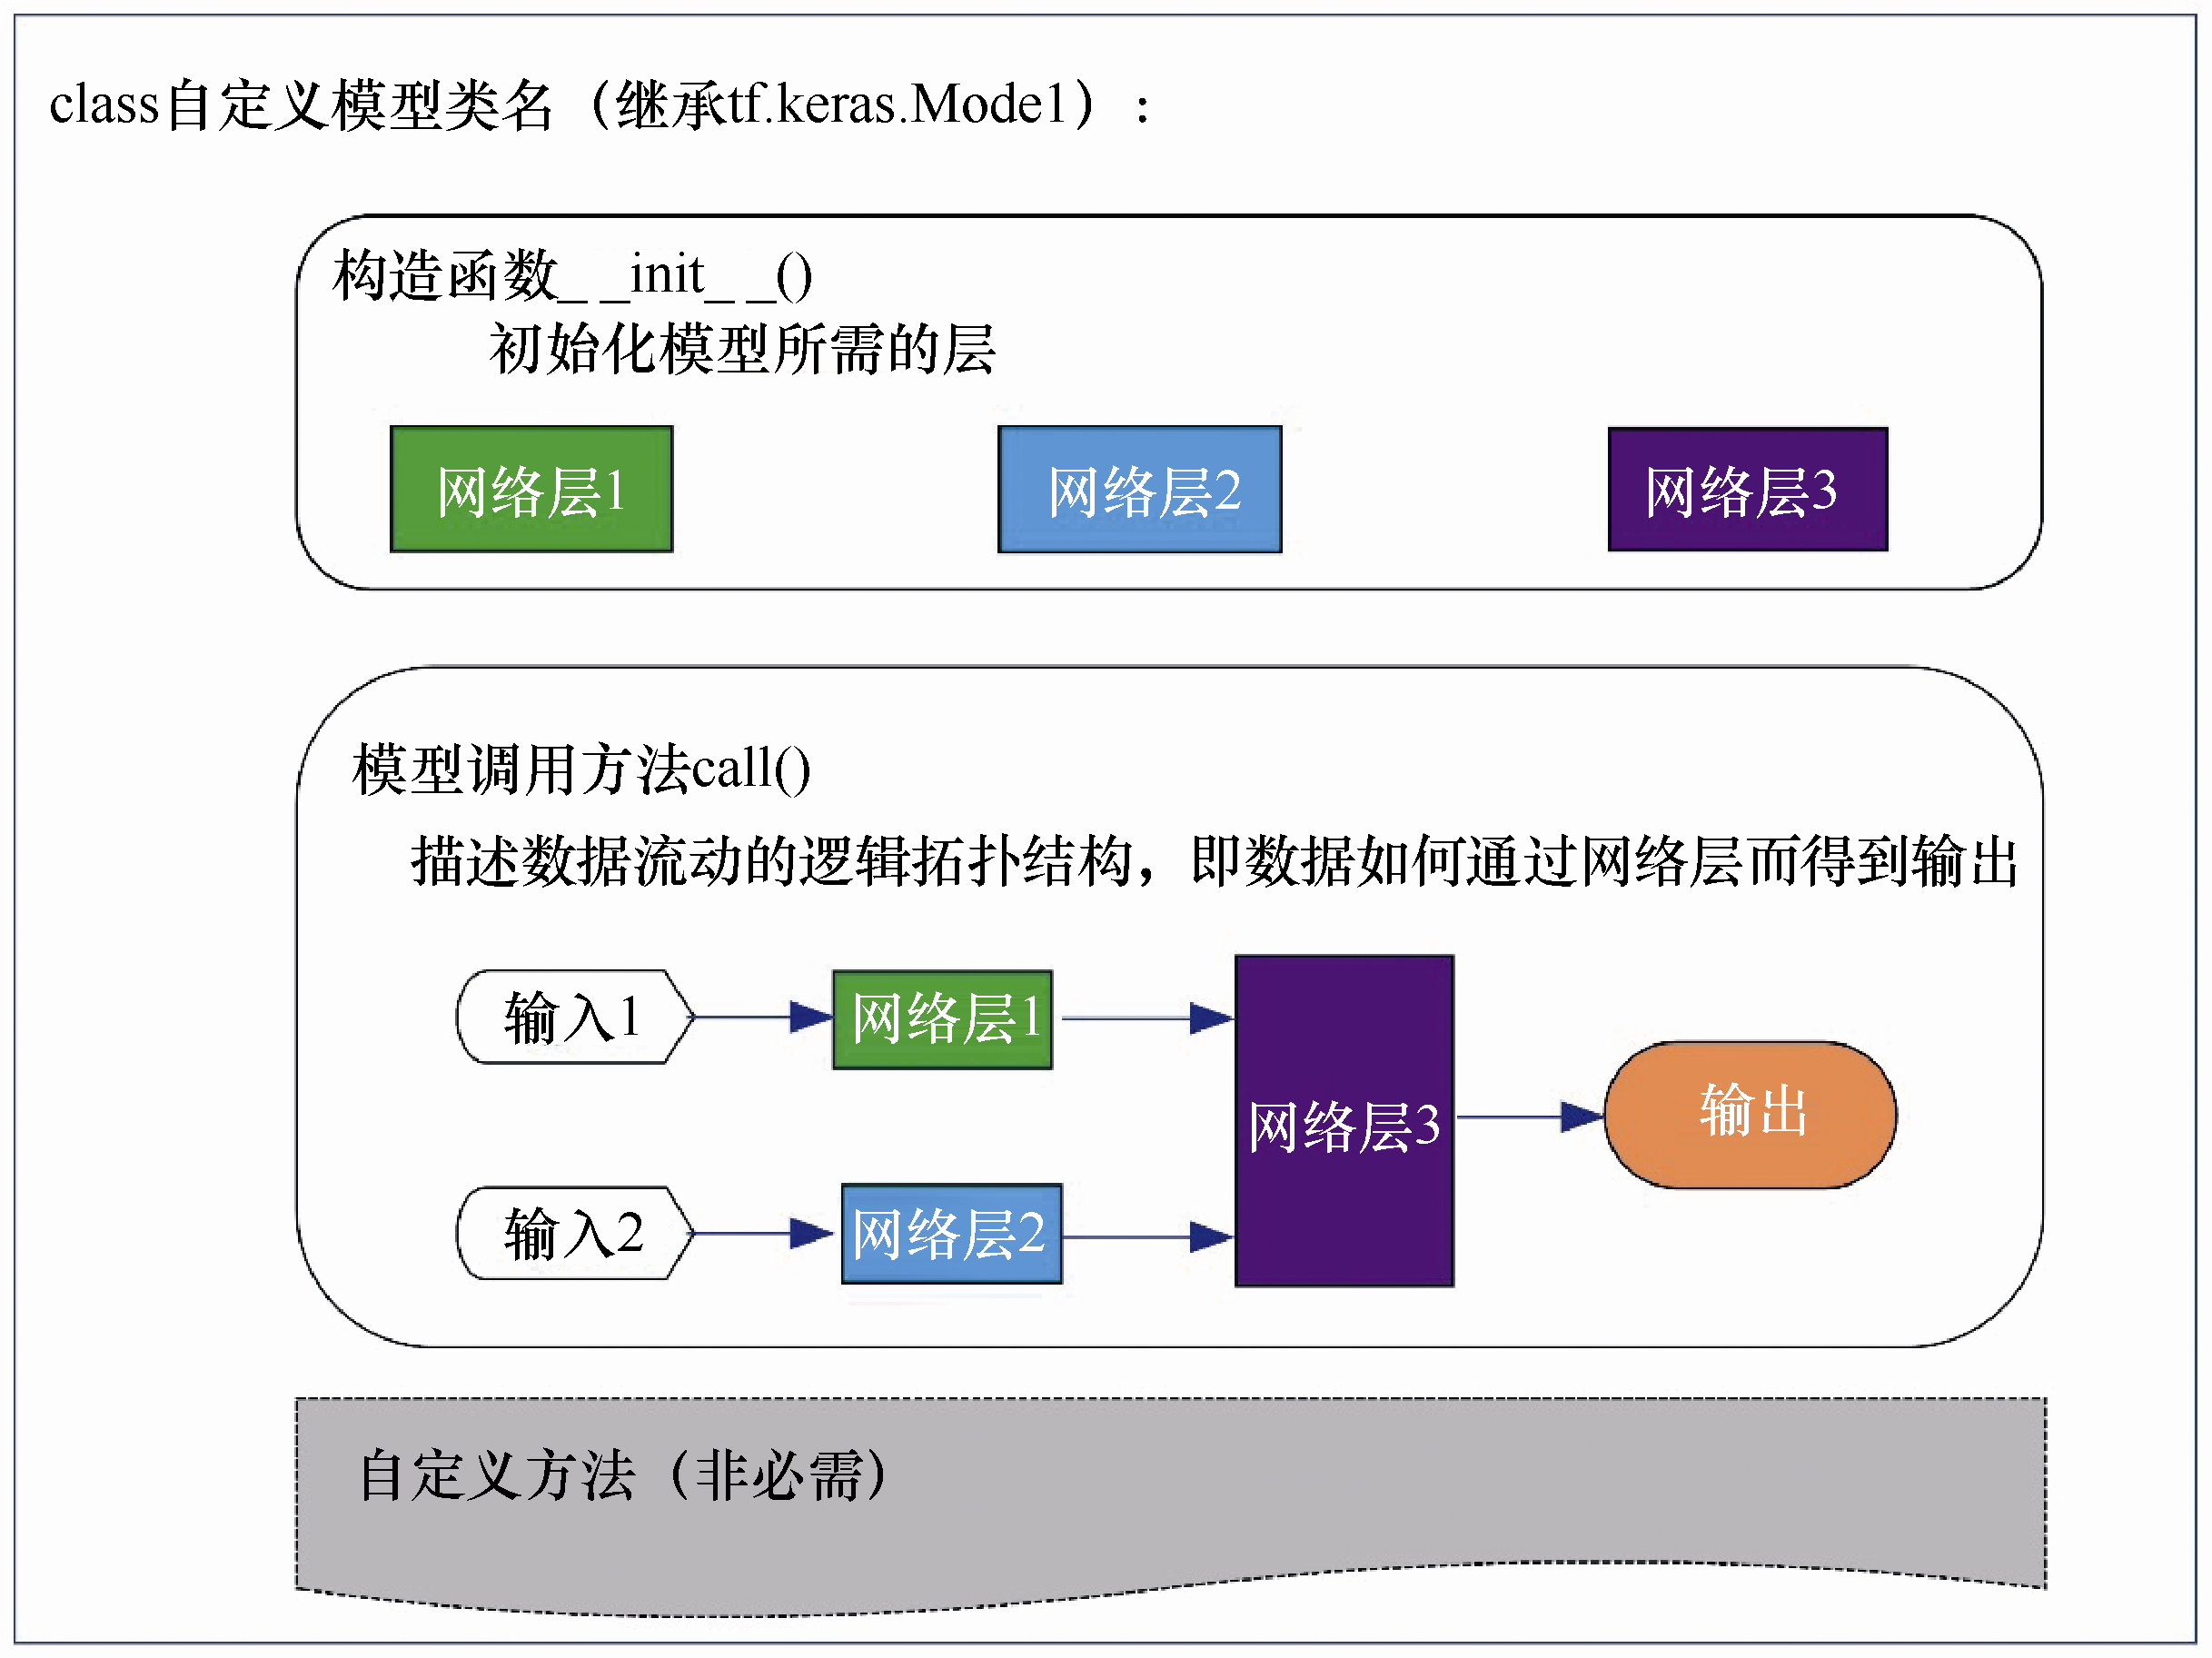 class自定义模型类名（继承tf.keras.Mode1）：
构造函数_ _init_ _()
初始化模型所需的层
网络层1
网络层2
网络层3
模型调用方法call()
描述数据流动的逻辑拓扑结构，即数据如何通过网络层而得到输出
输入1
网络层1
网络层3
输出
输入2
网络层2
自定义方法（非必需）